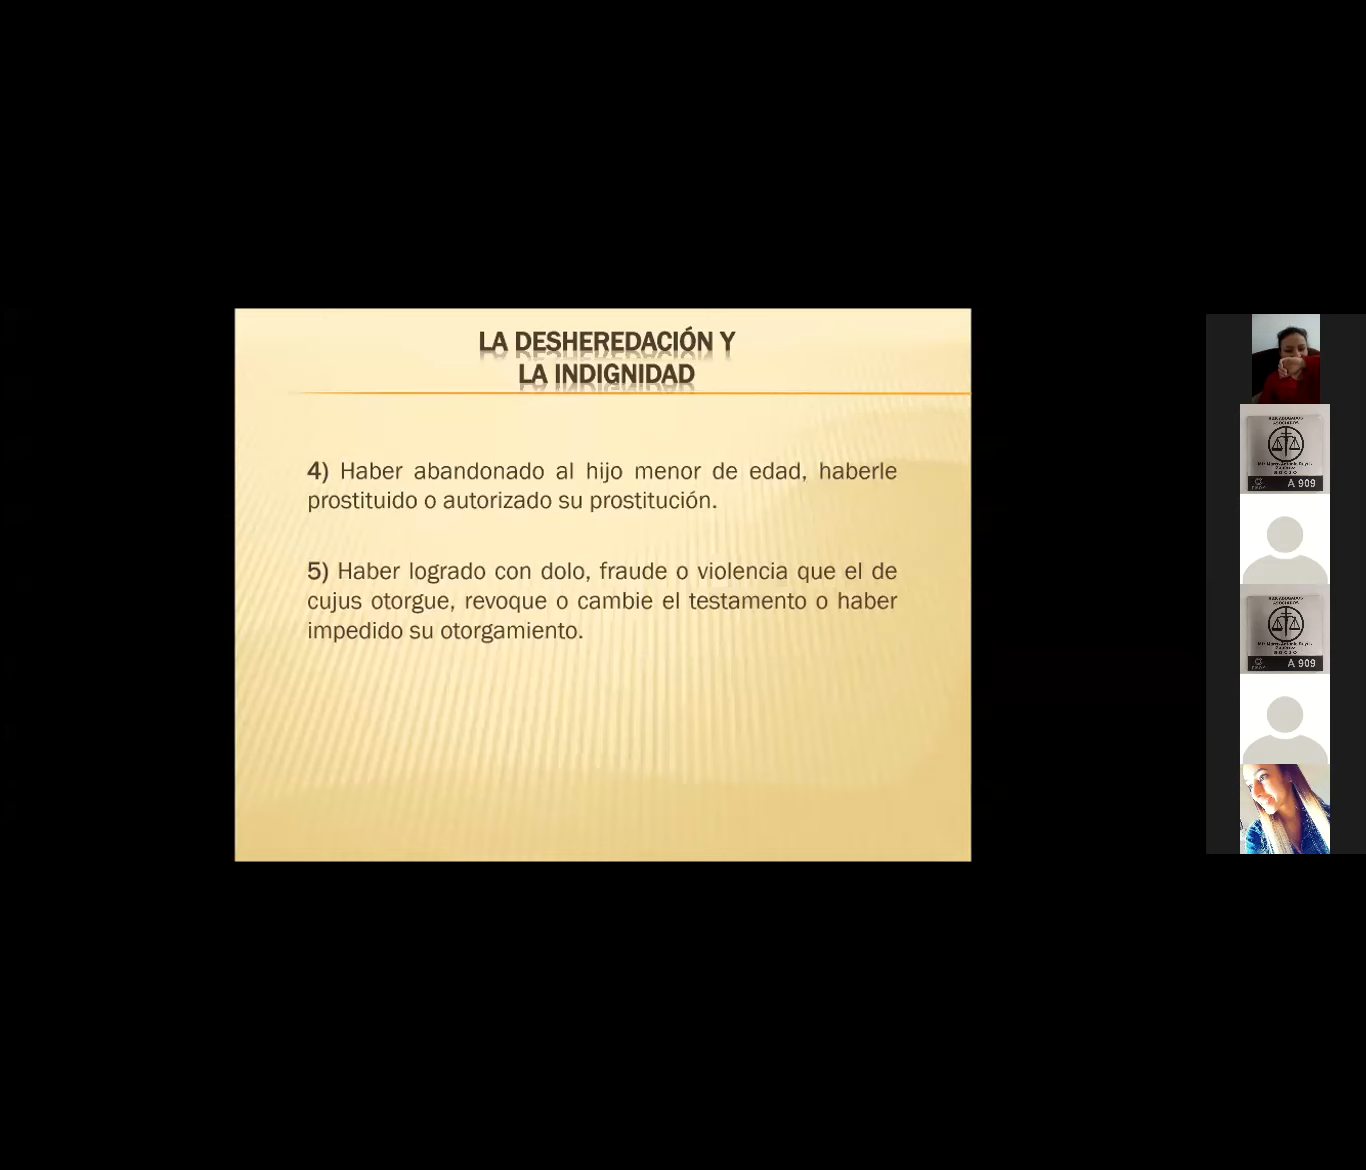 LA DESHEREDACIÓN Y
LA INDIGNIDAD
4) Haber abandonado al hijo menor de edad, haberle
prostituido o autorizado su prostitución.
5) Haber logrado con dolo, fraude o violencia que el de
cujus otorgue, revoque o cambie el testamento o haber
impedido su otorgamiento.
ASOCIADOS
A 909
ASOCIADOS
A 909